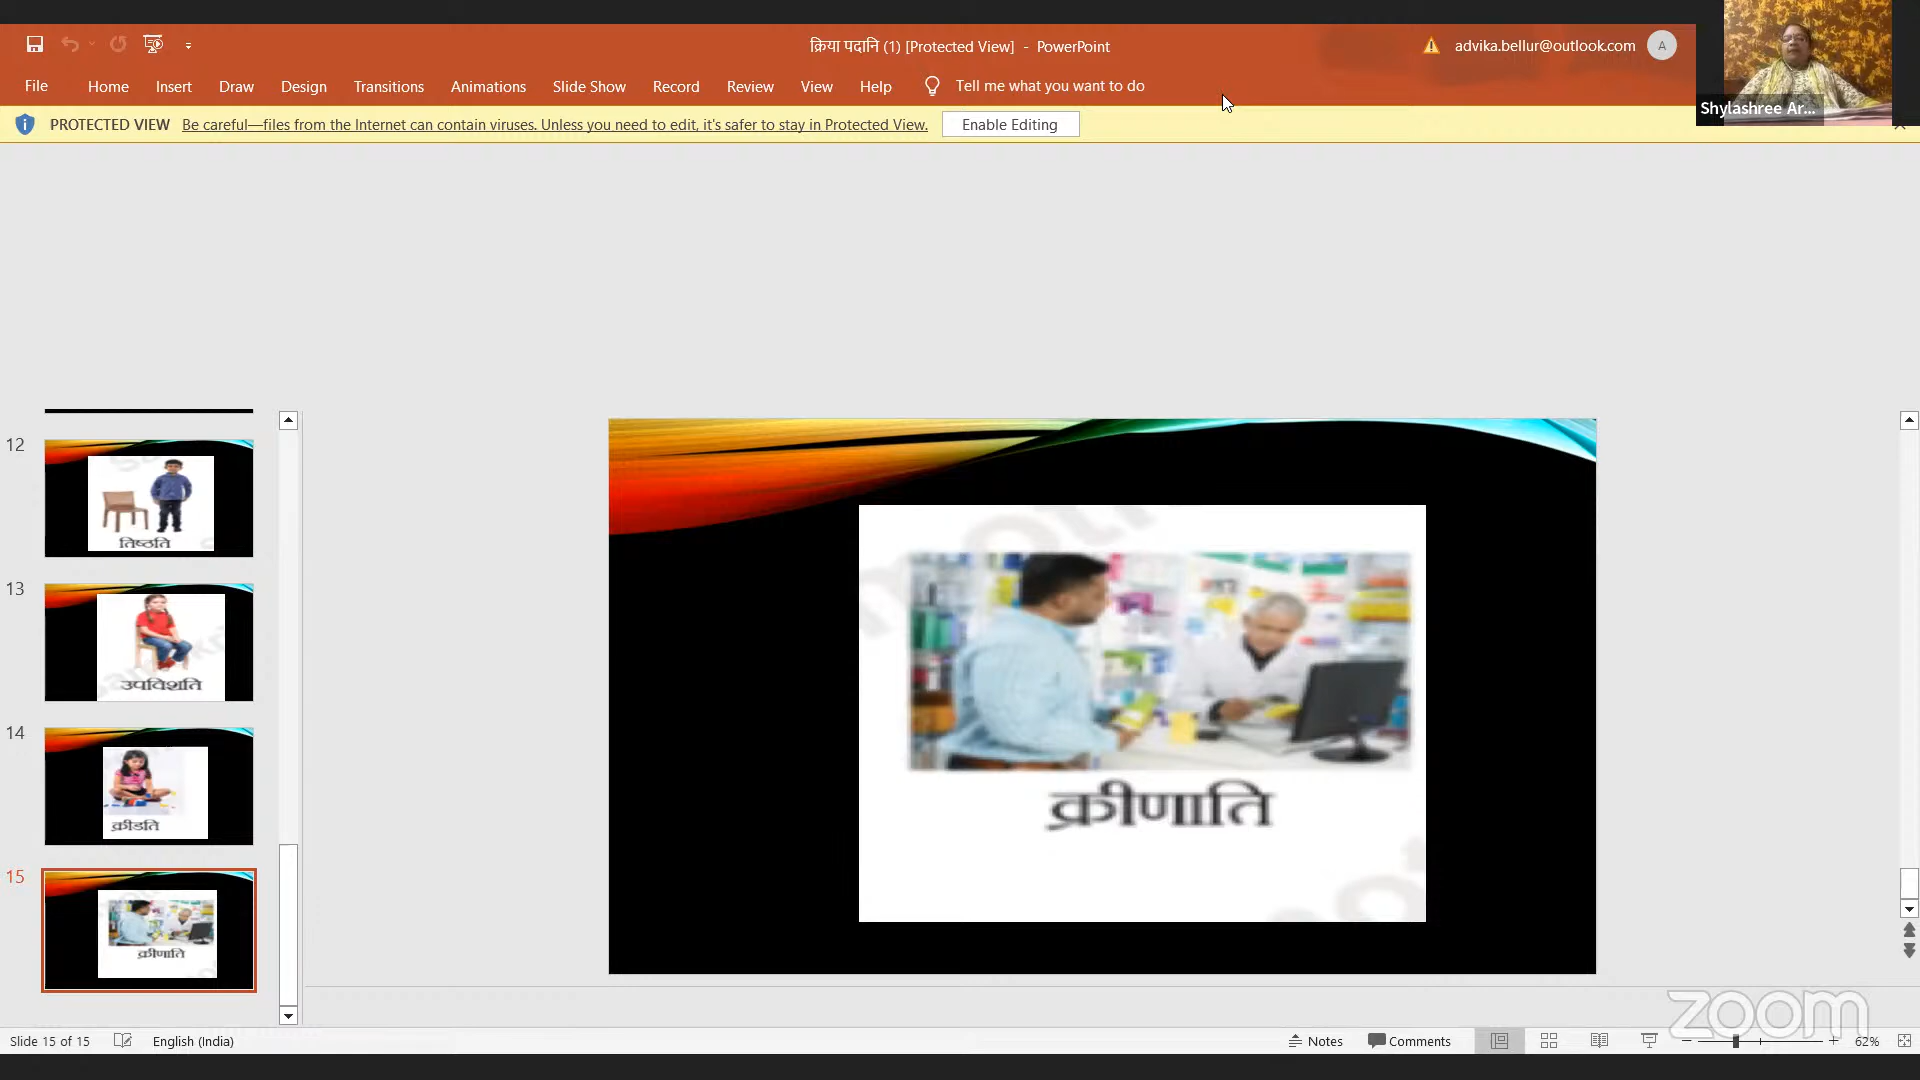 क्रिया पदानि (1) [Protected View] - PowerPoint
advika.bellur@outlook.com
A
File Home Insert Draw Design Transitions Animations Slide Show Record Review View Help Tell me what you want to do
Shylashree Ar...
PROTECTED VIEW Be careful—files from the Internet can contain viruses. Unless you need to edit, it's safer to stay in Protected View. Enable Editing
12
तिष्ठति
13
उपविशति
14
क्रीडति
15
क्रीणाति
क्रीणाति
zoom
Slide 15 of 15 English (India) Notes Comments 62%